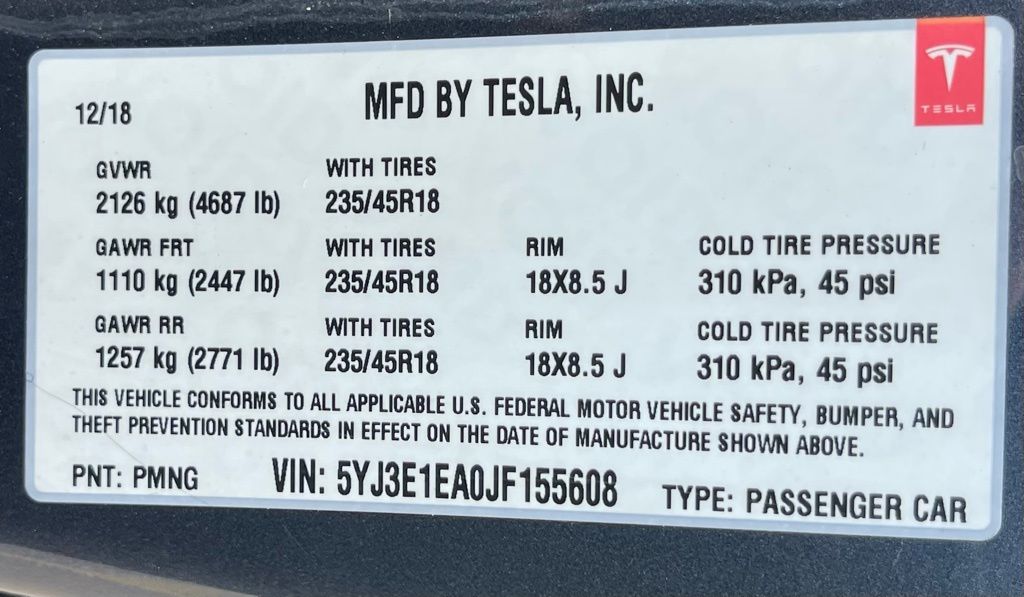 12/18
MFD BY TESLA, INC.
TESLA
GVWR WITH TIRES
2126 kg (4687 lb) 235/45R18
GAWR FRT WITH TIRES RIM COLD TIRE PRESSURE
1110 kg (2447 lb) 235/45R18 18X8.5 J 310 kPa, 45 psi
GAWR RR WITH TIRES RIM COLD TIRE PRESSURE
1257 kg (2771 lb) 235/45R18 18X8.5 J 310 kPa, 45 psi
THIS VEHICLE CONFORMS TO ALL APPLICABLE U.S. FEDERAL MOTOR VEHICLE SAFETY, BUMPER, AND
THEFT PREVENTION STANDARDS IN EFFECT ON THE DATE OF MANUFACTURE SHOWN ABOVE.
PNT: PMNG VIN: 5YJ3E1EA0JF155608 TYPE: PASSENGER CAR